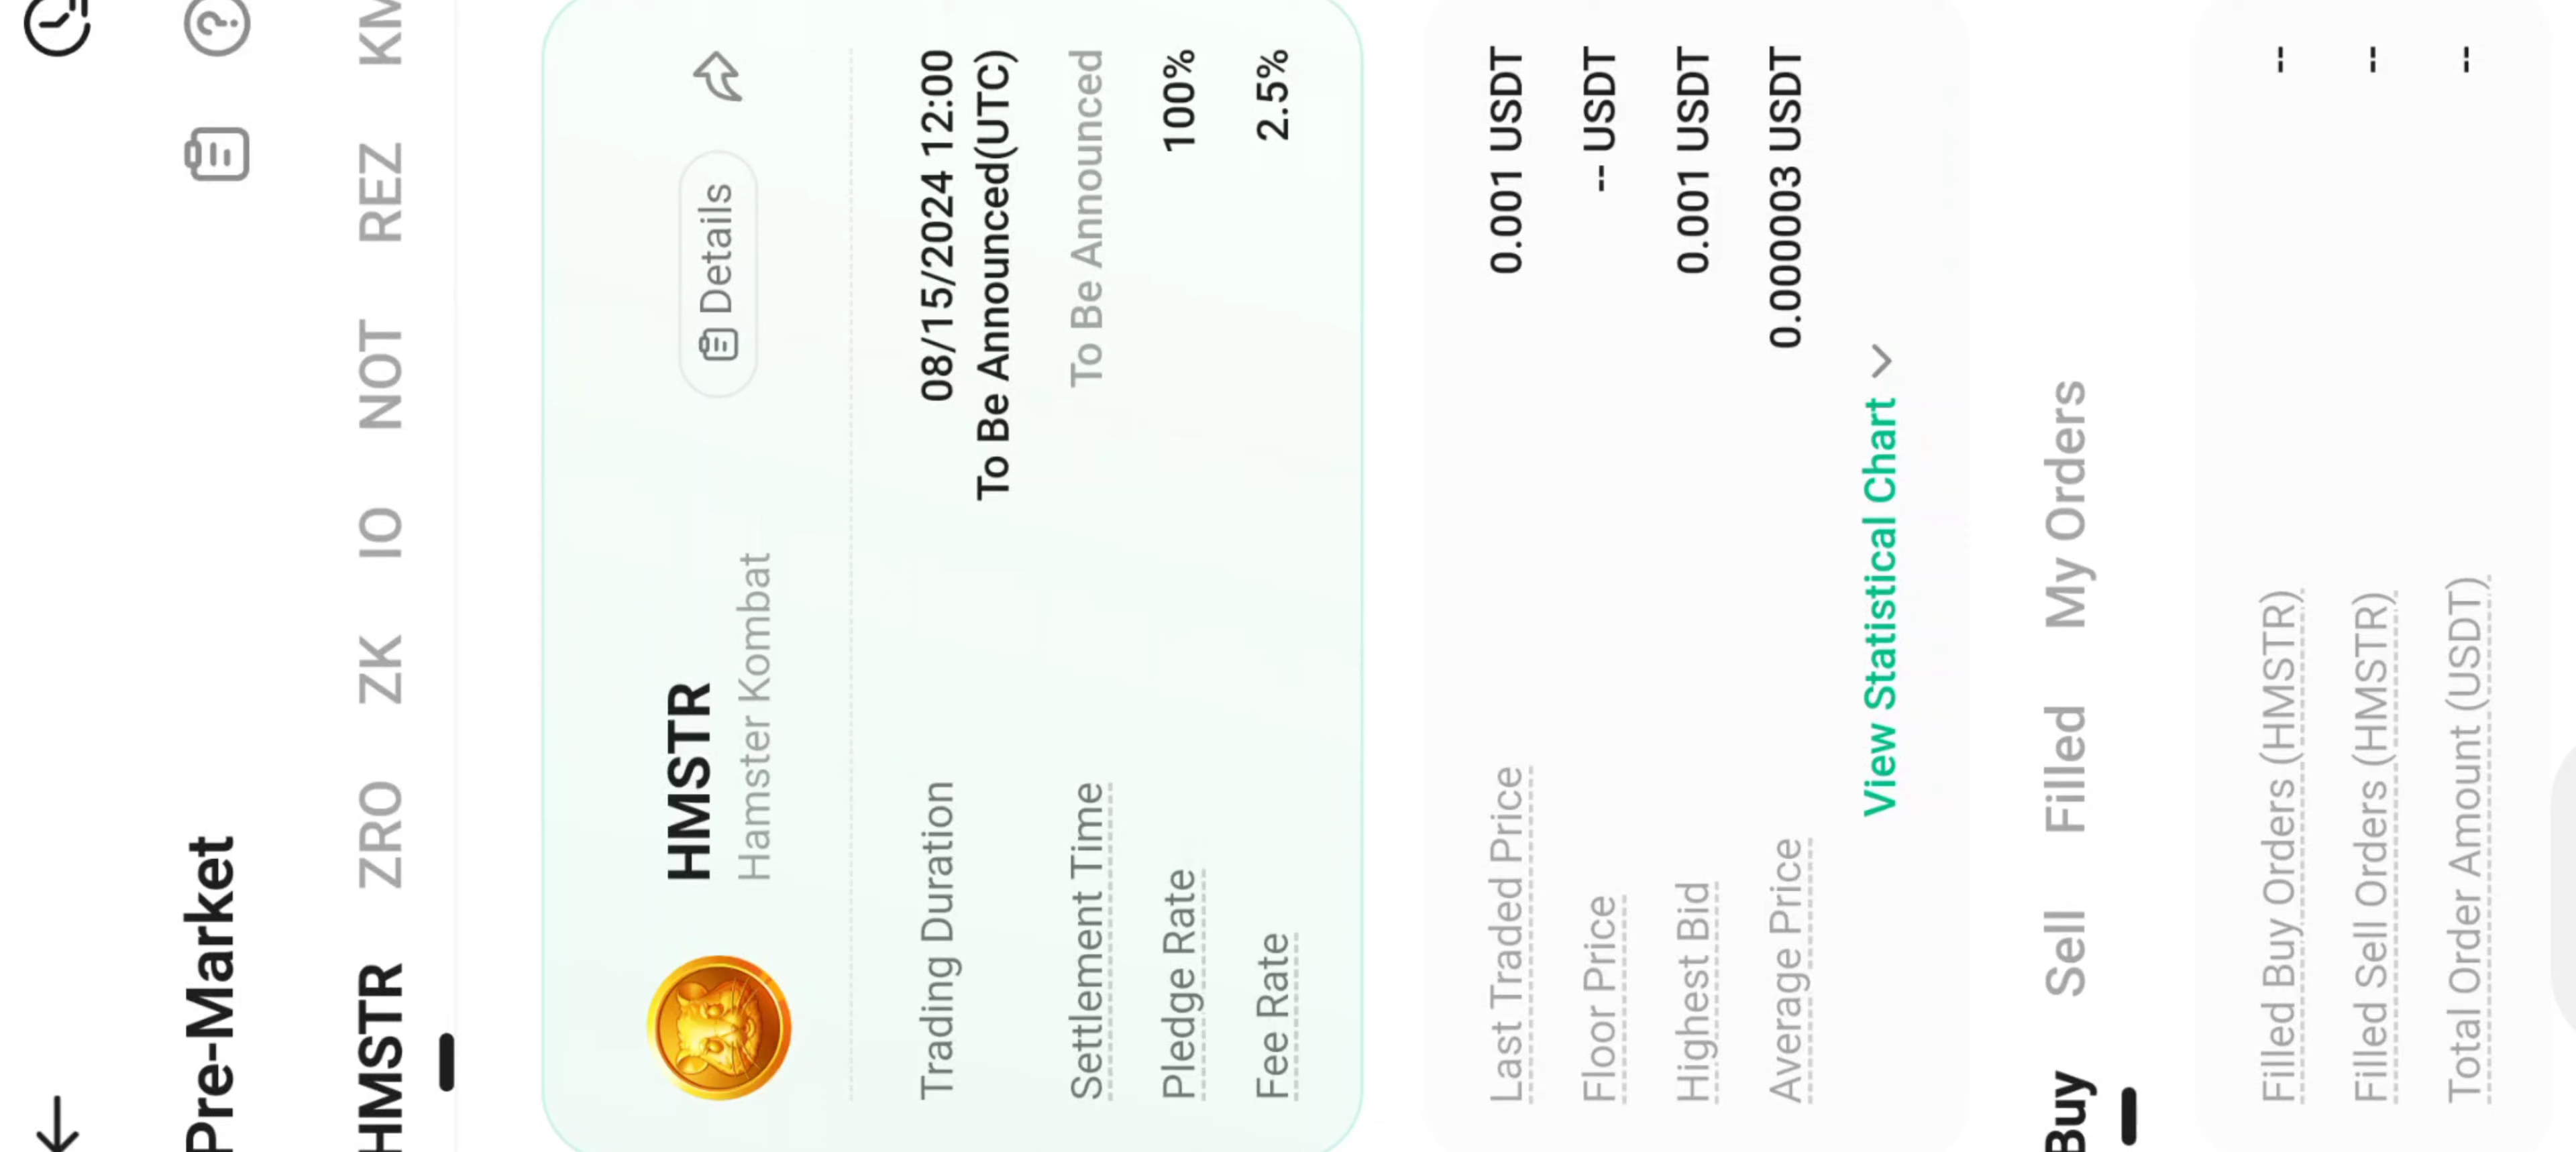 Pre-Market
HMSTR ZRO ZK IO NOT REZ KM
HMSTR
Hamster Kombat
Details
Trading Duration 08/15/2024 12:00
To Be Announced(UTC)
Settlement Time To Be Announced
Pledge Rate 100%
Fee Rate 2.5%
Last Traded Price 0.001 USDT
Floor Price -- USDT
Highest Bid 0.001 USDT
Average Price 0.000003 USDT
View Statistical Chart
Buy Sell Filled My Orders
Filled Buy Orders (HMSTR) --
Filled Sell Orders (HMSTR) --
Total Order Amount (USDT) --